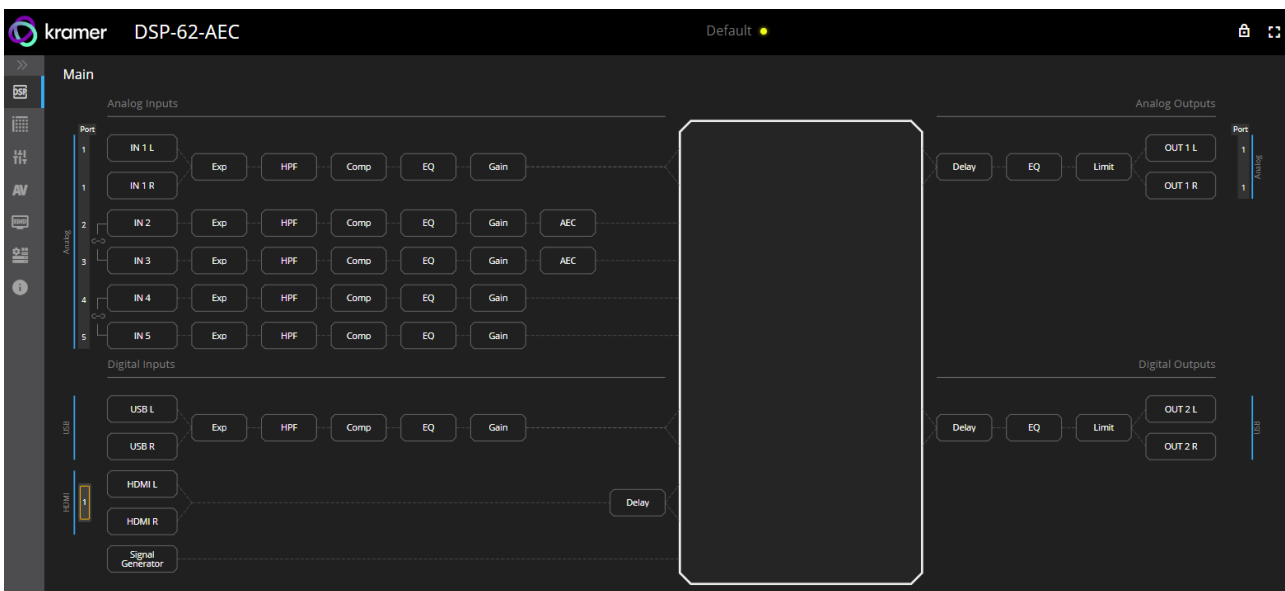 kramer DSP-62-AEC Default
Main
Analog Inputs Analog Outputs
Port Port
1 IN 1 L OUT 1 L 1
Exp HPF Comp EQ Gain Delay EQ Limit
1 IN 1 R OUT 1 R 1
Analog
Analog
2 IN 2 Exp HPF Comp EQ Gain AEC
3 IN 3 Exp HPF Comp EQ Gain AEC
4 IN 4 Exp HPF Comp EQ Gain
5 IN 5 Exp HPF Comp EQ Gain
Digital Inputs Digital Outputs
USB L OUT 2 L
USB Exp HPF Comp EQ Gain Delay EQ Limit USB
USB R OUT 2 R
HDMI L
HDMI 1 Delay
HDMI R
Signal
Generator
DSP
AV